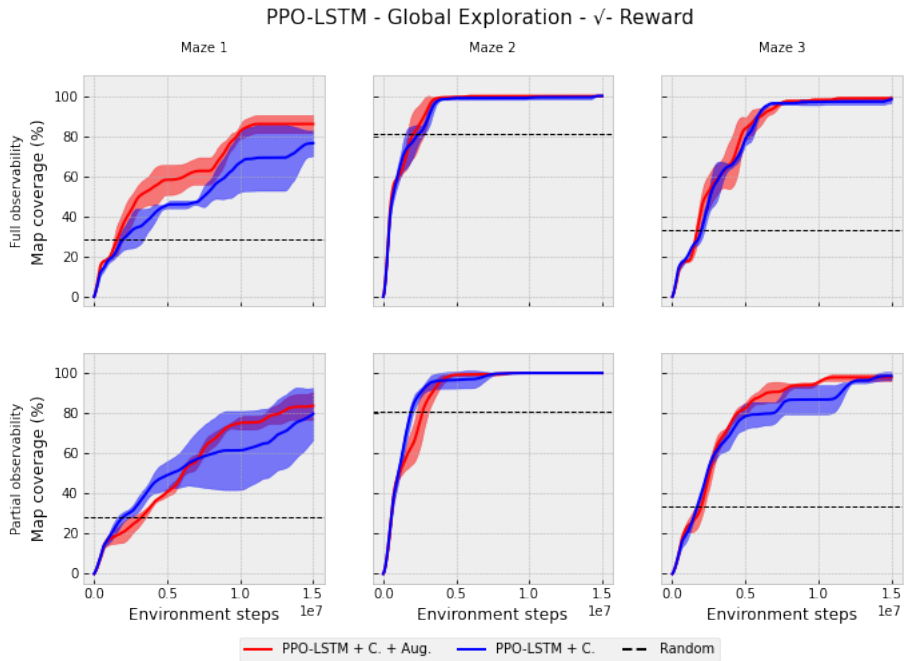 PPO-LSTM - Global Exploration - √- Reward
Maze 1
Maze 2
Maze 3
Full observability
Map coverage (%)
100
80
60
40
20
0
Partial observability
Map coverage (%)
100
80
60
40
20
0
0.0 0.5 1.0 1.5
1e7
Environment steps
0.0 0.5 1.0 1.5
1e7
Environment steps
0.0 0.5 1.0 1.5
1e7
Environment steps
PPO-LSTM + C. + Aug.
PPO-LSTM + C.
Random